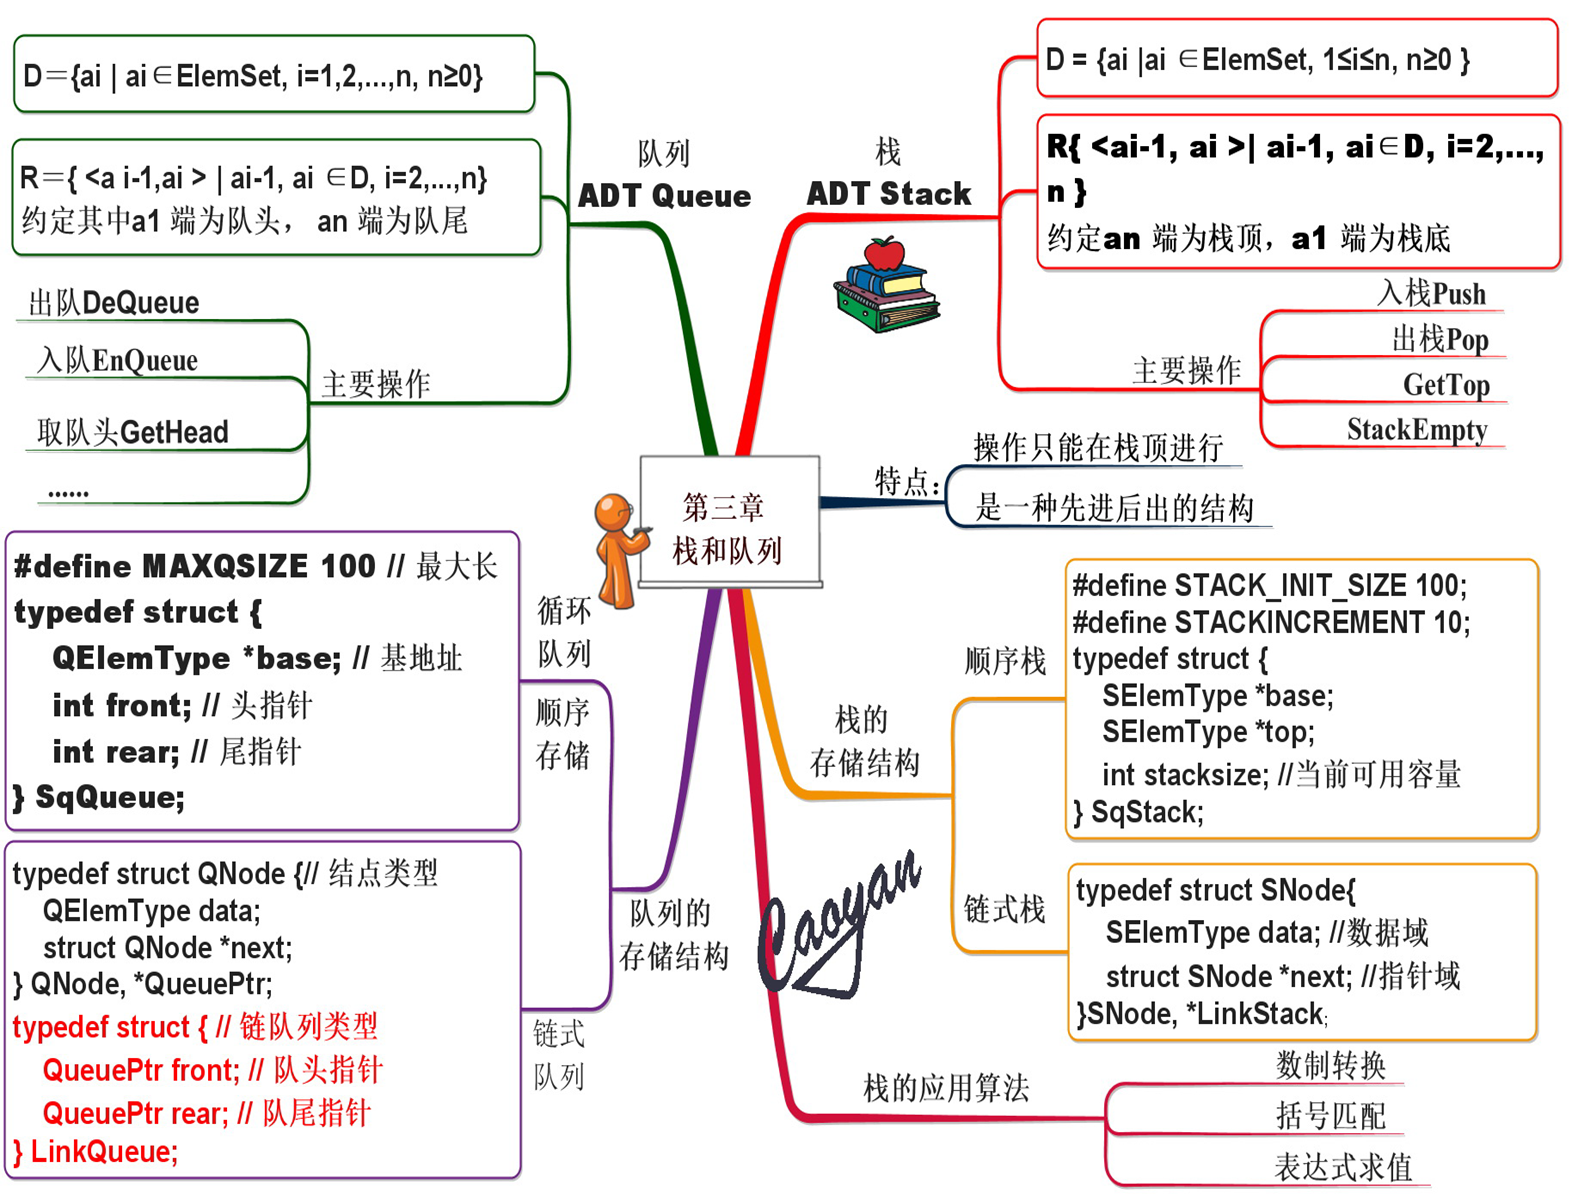 第三章
栈和队列
队列
ADT Queue
D＝{ai | ai∈ElemSet, i=1,2,...,n, n≥0}
R＝{ <a i-1,ai > | ai-1, ai ∈D, i=2,...,n}
约定其中a1 端为队头， an 端为队尾
主要操作
出队DeQueue
入队EnQueue
取队头GetHead
......
栈
ADT Stack
D = {ai |ai ∈ElemSet, 1≤i≤n, n≥0 }
R{ <ai-1, ai >| ai-1, ai∈D, i=2,...,
n }
约定an 端为栈顶，a1 端为栈底
主要操作
入栈Push
出栈Pop
GetTop
StackEmpty
特点：
操作只能在栈顶进行
是一种先进后出的结构
栈的
存储结构
顺序栈
#define STACK_INIT_SIZE 100;
#define STACKINCREMENT 10;
typedef struct {
SElemType *base;
SElemType *top;
int stacksize; //当前可用容量
} SqStack;
链式栈
typedef struct SNode{
SElemType data; //数据域
struct SNode *next; //指针域
}SNode, *LinkStack;
栈的应用算法
数制转换
括号匹配
表达式求值
队列的
存储结构
循环
队列
顺序
存储
#define MAXQSIZE 100 // 最大长
typedef struct {
QElemType *base; // 基地址
int front; // 头指针
int rear; // 尾指针
} SqQueue;
链式
队列
typedef struct QNode {// 结点类型
QElemType data;
struct QNode *next;
} QNode, *QueuePtr;
typedef struct { // 链队列类型
QueuePtr front; // 队头指针
QueuePtr rear; // 队尾指针
} LinkQueue;
Caoyan